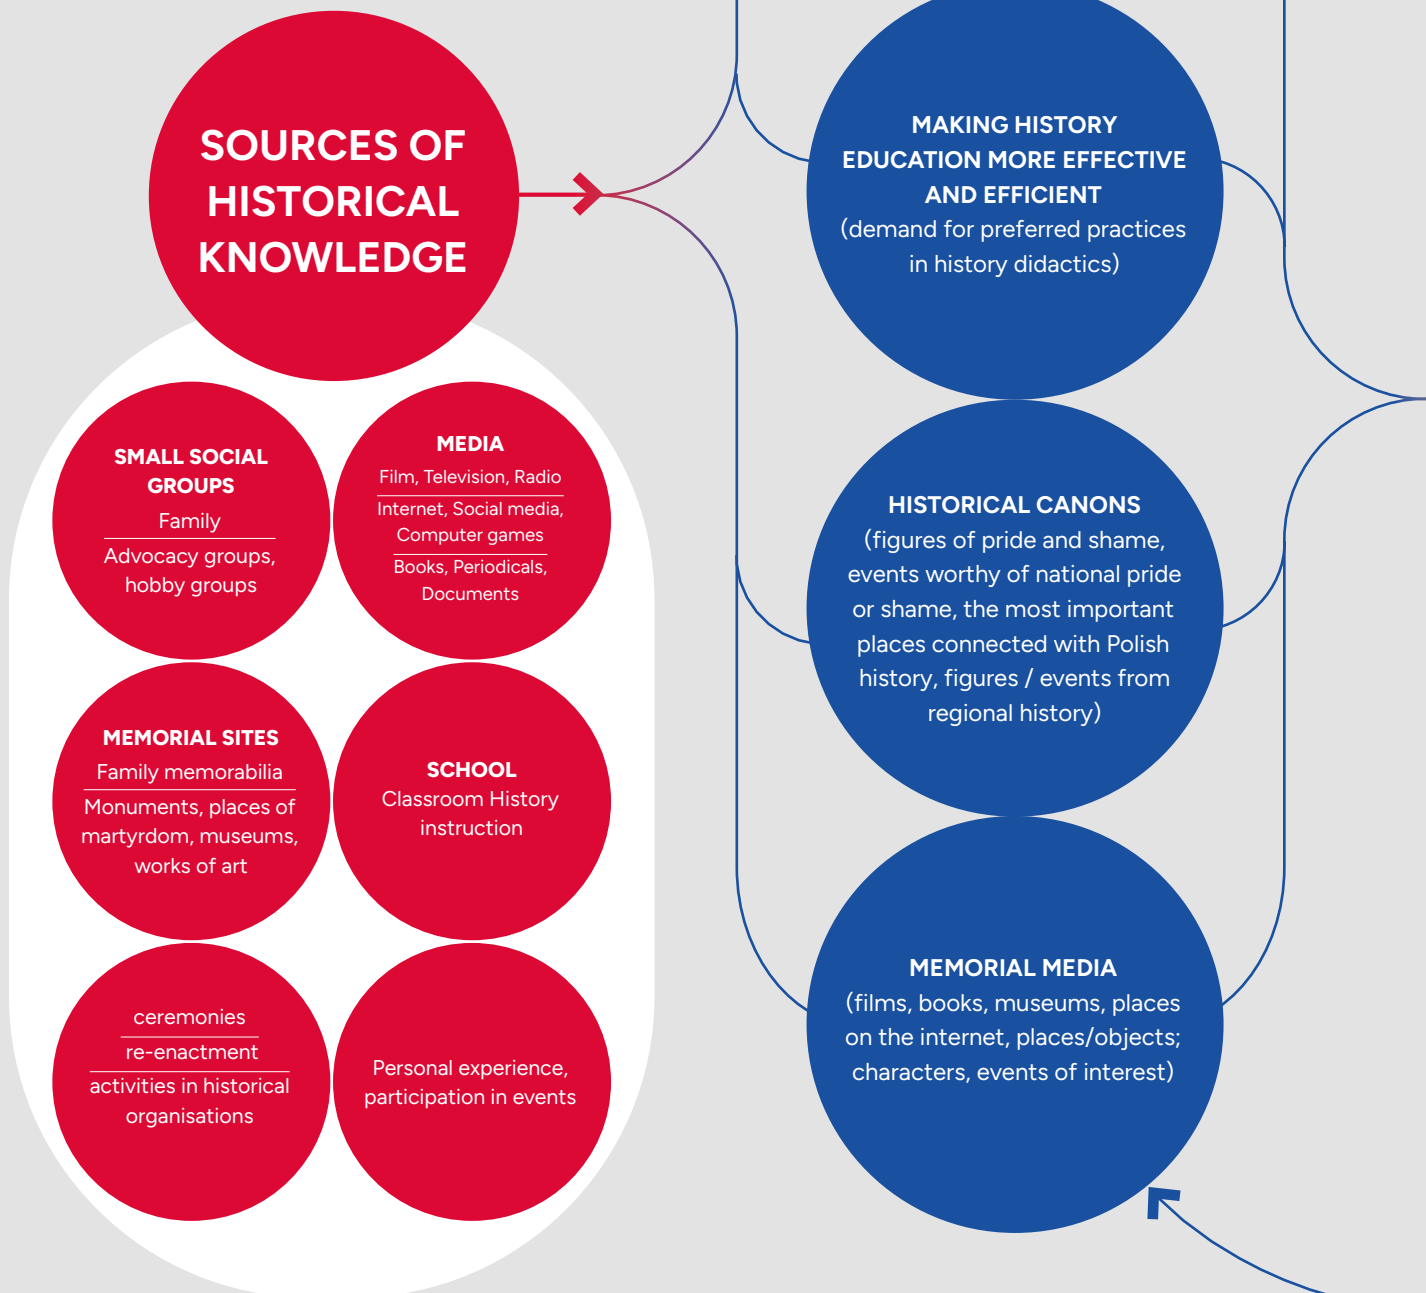 SOURCES OF
HISTORICAL
KNOWLEDGE
SMALL SOCIAL
GROUPS
Family
Advocacy groups,
hobby groups
MEDIA
Film, Television, Radio
Internet, Social media,
Computer games
Books, Periodicals,
Documents
MEMORIAL SITES
Family memorabilia
Monuments, places of
martyrdom, museums,
works of art
SCHOOL
Classroom History
instruction
ceremonies
re-enactment
activities in historical
organisations
Personal experience,
participation in events
MAKING HISTORY
EDUCATION MORE EFFECTIVE
AND EFFICIENT
(demand for preferred practices
in history didactics)
HISTORICAL CANONS
(figures of pride and shame,
events worthy of national pride
or shame, the most important
places connected with Polish
history, figures / events from
regional history)
MEMORIAL MEDIA
(films, books, museums, places
on the internet, places/objects;
characters, events of interest)